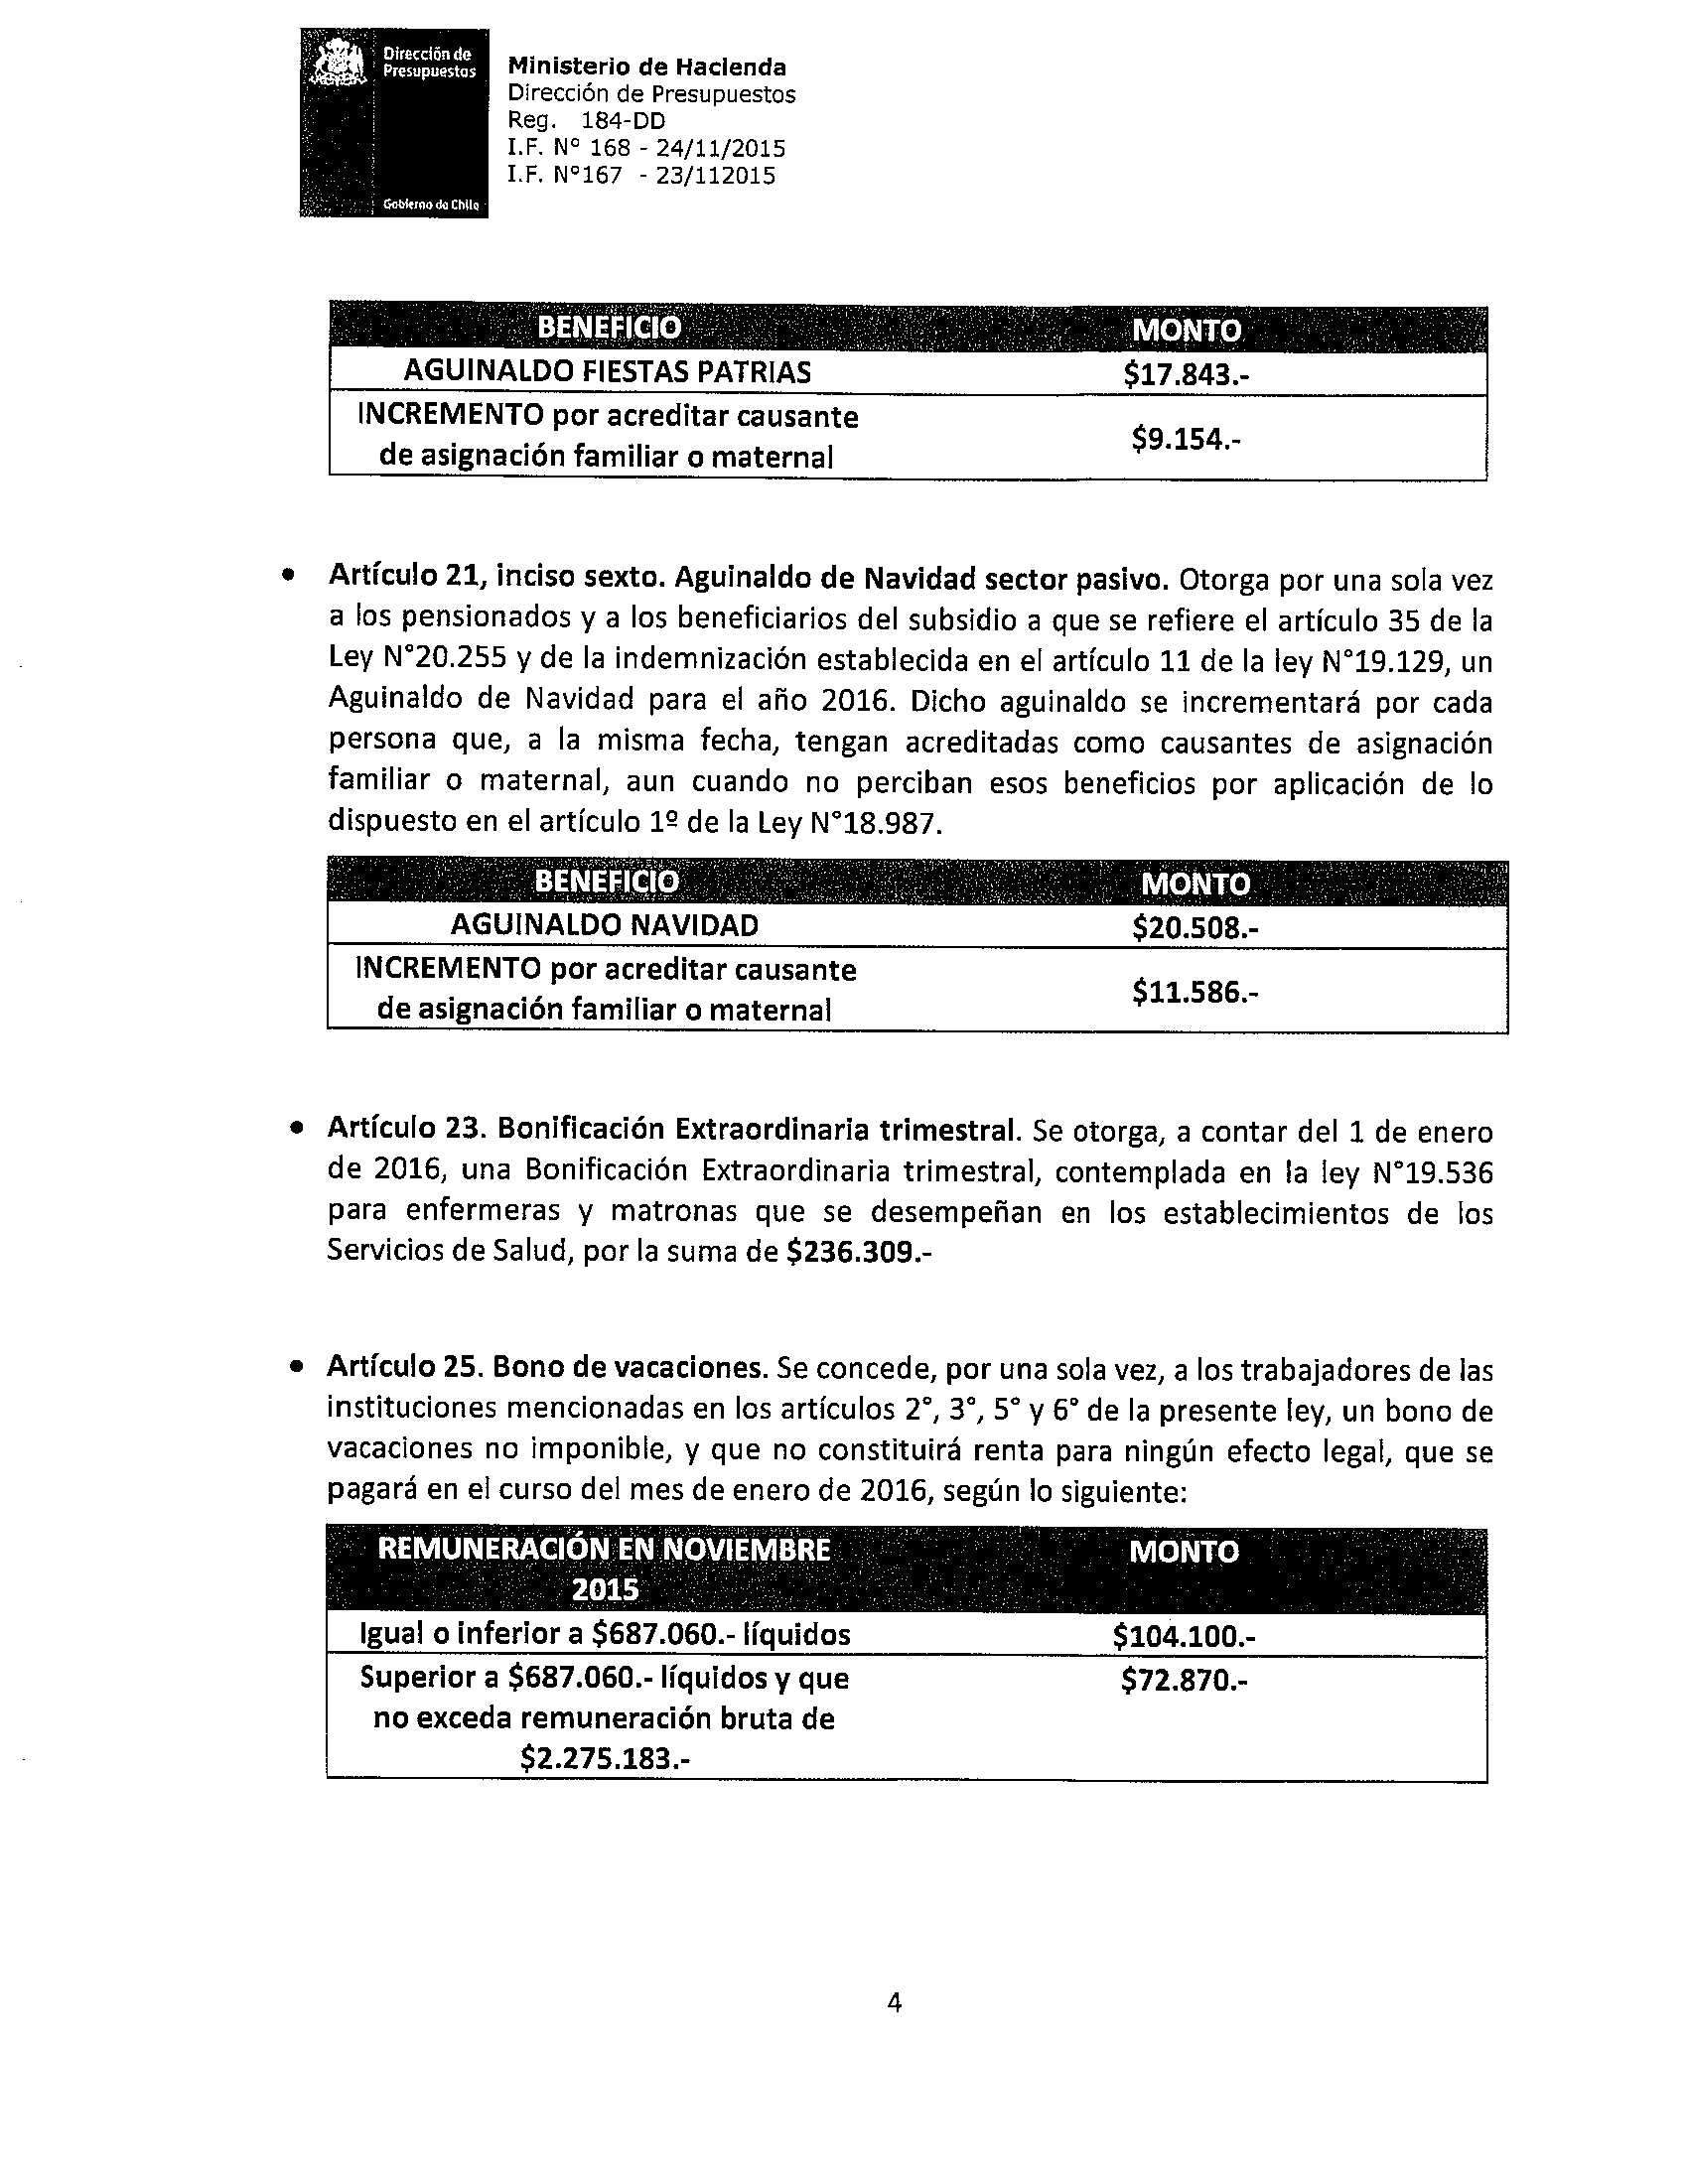 Dirección de
Presupuestos
Gobierno de Chile
Ministerio de Hacienda
Dirección de Presupuestos
Reg. 184-DD
I.F. N° 168 - 24/11/2015
I.F. N°167 - 23/112015
BENEFICIO MONTO
AGUINALDO FIESTAS PATRIAS $17.843.-
INCREMENTO por acreditar causante
de asignación familiar o maternal $9.154.-
• Artículo 21, inciso sexto. Aguinaldo de Navidad sector pasivo. Otorga por una sola vez
a los pensionados y a los beneficiarios del subsidio a que se refiere el artículo 35 de la
Ley N°20.255 y de la indemnización establecida en el artículo 11 de la ley N°19.129, un
Aguinaldo de Navidad para el año 2016. Dicho aguinaldo se incrementará por cada
persona que, a la misma fecha, tengan acreditadas como causantes de asignación
familiar o maternal, aun cuando no perciban esos beneficios por aplicación de lo
dispuesto en el artículo 1º de la Ley N°18.987.
BENEFICIO MONTO
AGUINALDO NAVIDAD $20.508.-
INCREMENTO por acreditar causante
de asignación familiar o maternal $11.586.-
• Artículo 23. Bonificación Extraordinaria trimestral. Se otorga, a contar del 1 de enero
de 2016, una Bonificación Extraordinaria trimestral, contemplada en la ley N°19.536
para enfermeras y matronas que se desempeñan en los establecimientos de los
Servicios de Salud, por la suma de $236.309.-
• Artículo 25. Bono de vacaciones. Se concede, por una sola vez, a los trabajadores de las
instituciones mencionadas en los artículos 2°, 3°, 5° y 6° de la presente ley, un bono de
vacaciones no imponible, y que no constituirá renta para ningún efecto legal, que se
pagará en el curso del mes de enero de 2016, según lo siguiente:
REMUNERACIÓN EN NOVIEMBRE MONTO
2015
Igual o inferior a $687.060.- líquidos $104.100.-
Superior a $687.060.- líquidos y que $72.870.-
no exceda remuneración bruta de
$2.275.183.-
4